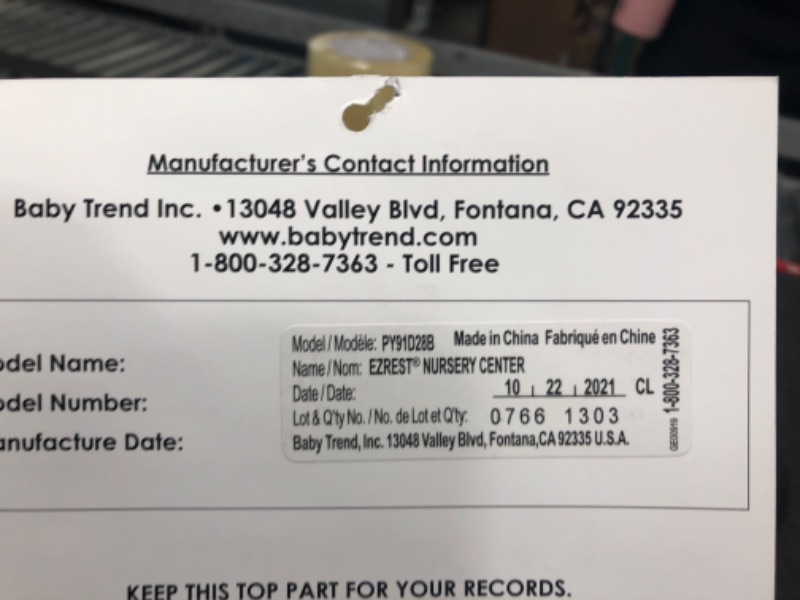 Manufacturer's Contact Information
Baby Trend Inc. •13048 Valley Blvd, Fontana, CA 92335
www.babytrend.com
1-800-328-7363 - Toll Free
odel Name:
odel Number:
anufacture Date:
Model / Modèle: PY91D28B Made in China Fabriqué en Chine
Name / Nom: EZREST® NURSERY CENTER
Date / Date: 10 22 2021 CL
Lot & Q'ty No. / No. de Lot et Q'ty: 0766 1303
Baby Trend, Inc. 13048 Valley Blvd, Fontana, CA 92335 U.S.A.
1-800-328-7363
KEEP THIS TOP PART FOR YOUR RECORDS.